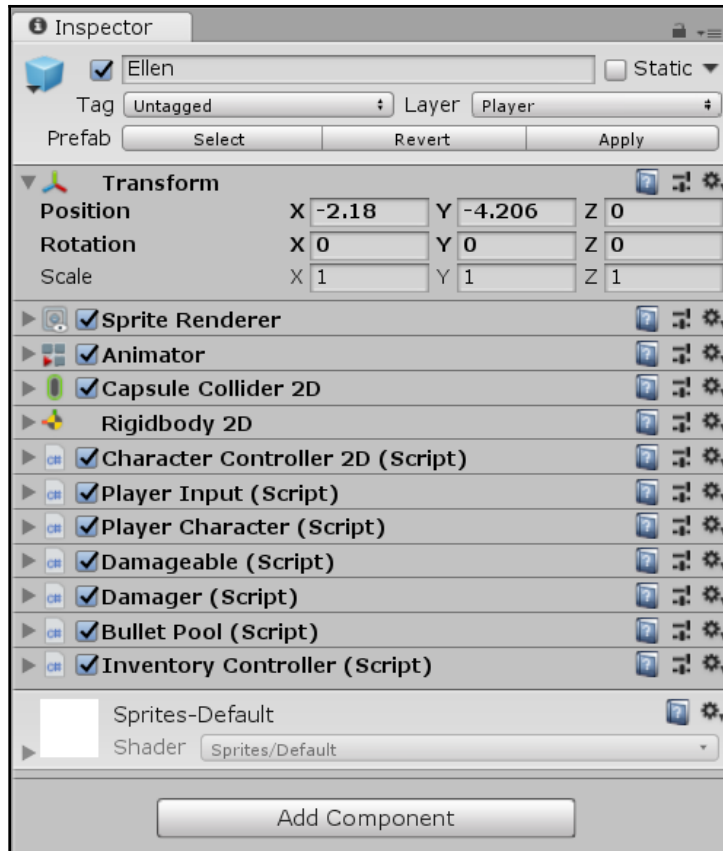 Inspector
Ellen Static
Tag Untagged Layer Player
Prefab Select Revert Apply
Transform
Position X -2.18 Y -4.206 Z 0
Rotation X 0 Y 0 Z 0
Scale X 1 Y 1 Z 1
Sprite Renderer
Animator
Capsule Collider 2D
Rigidbody 2D
c# Character Controller 2D (Script)
c# Player Input (Script)
c# Player Character (Script)
c# Damageable (Script)
c# Damager (Script)
c# Bullet Pool (Script)
c# Inventory Controller (Script)
Sprites-Default
Shader Sprites/Default
Add Component